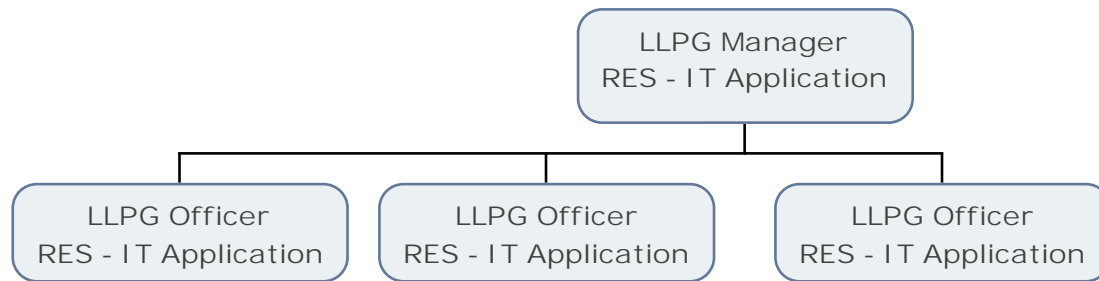 LLPG Manager
RES - IT Application
LLPG Officer
RES - IT Application
LLPG Officer
RES - IT Application
LLPG Officer
RES - IT Application